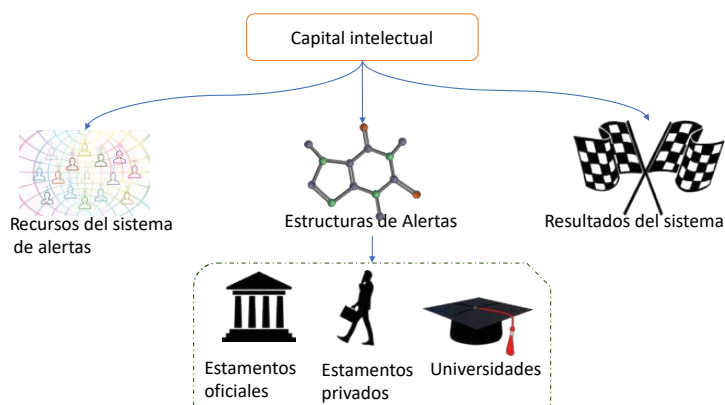 Capital intelectual
Recursos del sistema
de alertas
Estructuras de Alertas
Resultados del sistema
Estamentos
oficiales
Estamentos
privados
Universidades